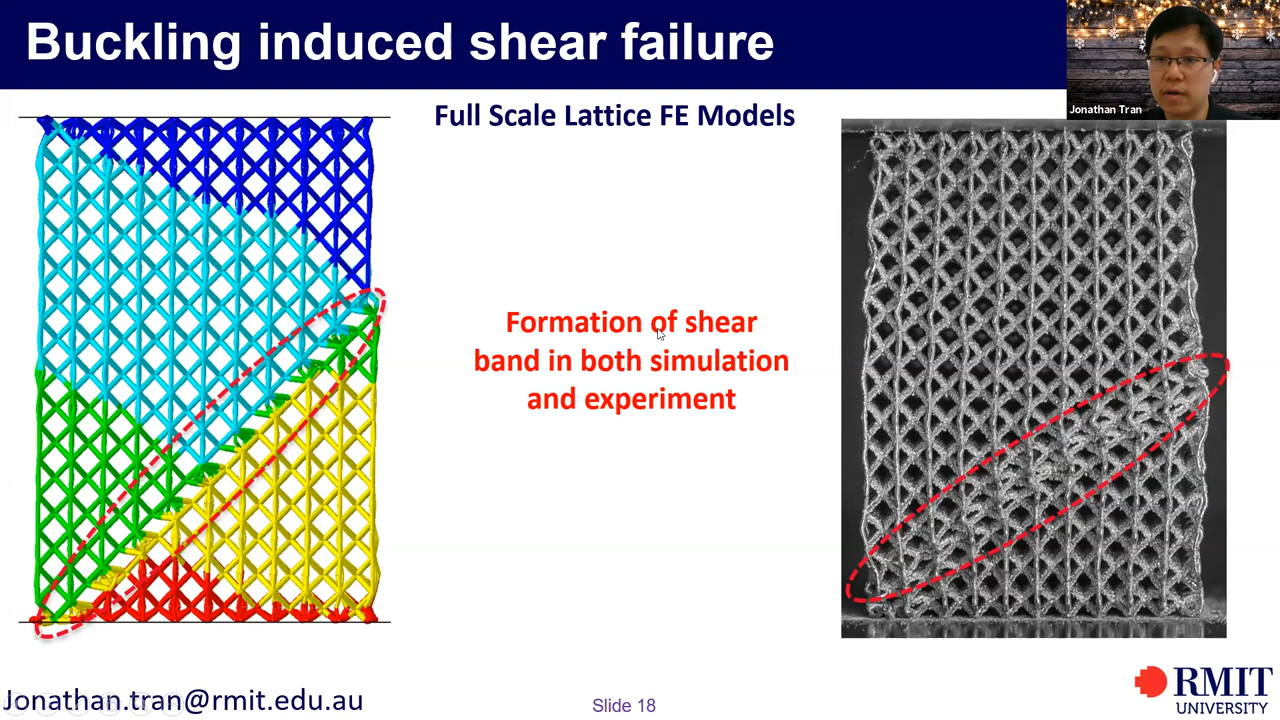 Buckling induced shear failure
Jonathan Tran
Full Scale Lattice FE Models
Formation of shear
band in both simulation
and experiment
Jonathan.tran@rmit.edu.au
Slide 18
RMIT
UNIVERSITY